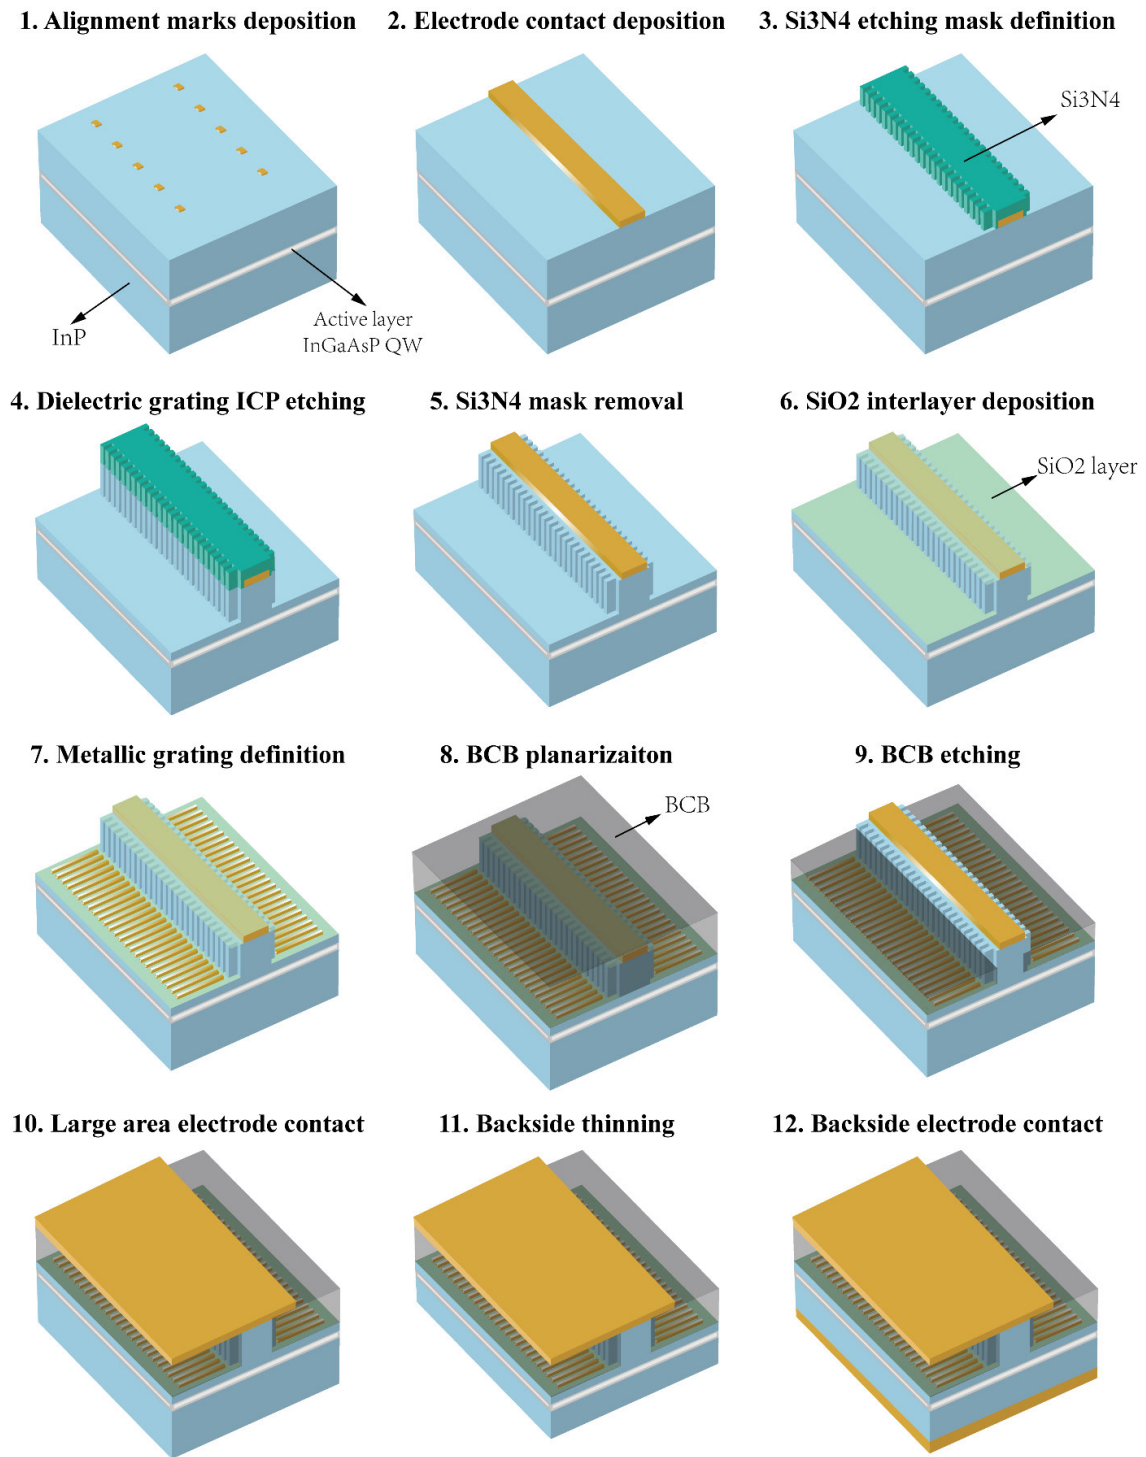 1. Alignment marks deposition
2. Electrode contact deposition
3. Si3N4 etching mask definition
Si3N4
InP
Active layer
InGaAsP QW
4. Dielectric grating ICP etching
5. Si3N4 mask removal
6. SiO2 interlayer deposition
SiO2 layer
7. Metallic grating definition
8. BCB planarizaiton
9. BCB etching
BCB
10. Large area electrode contact
11. Backside thinning
12. Backside electrode contact